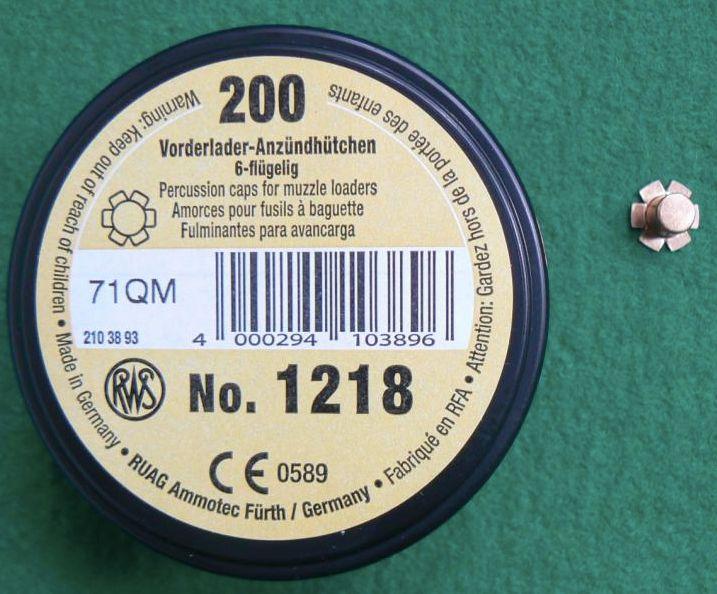 200
Vorderlader-Anzündhütchen
6-flügelig
Percussion caps for muzzle loaders
Amorces pour fusils à baguette
Fulminantes para avancarga
71QM
210 38 93
4 000294 103896
RWS
No. 1218
CE 0589
Warning: Keep out of reach of children • Made in Germany • RUAG Ammotec Fürth / Germany • Fabriqué en RFA • Attention: Gardez hors de la portée des enfants